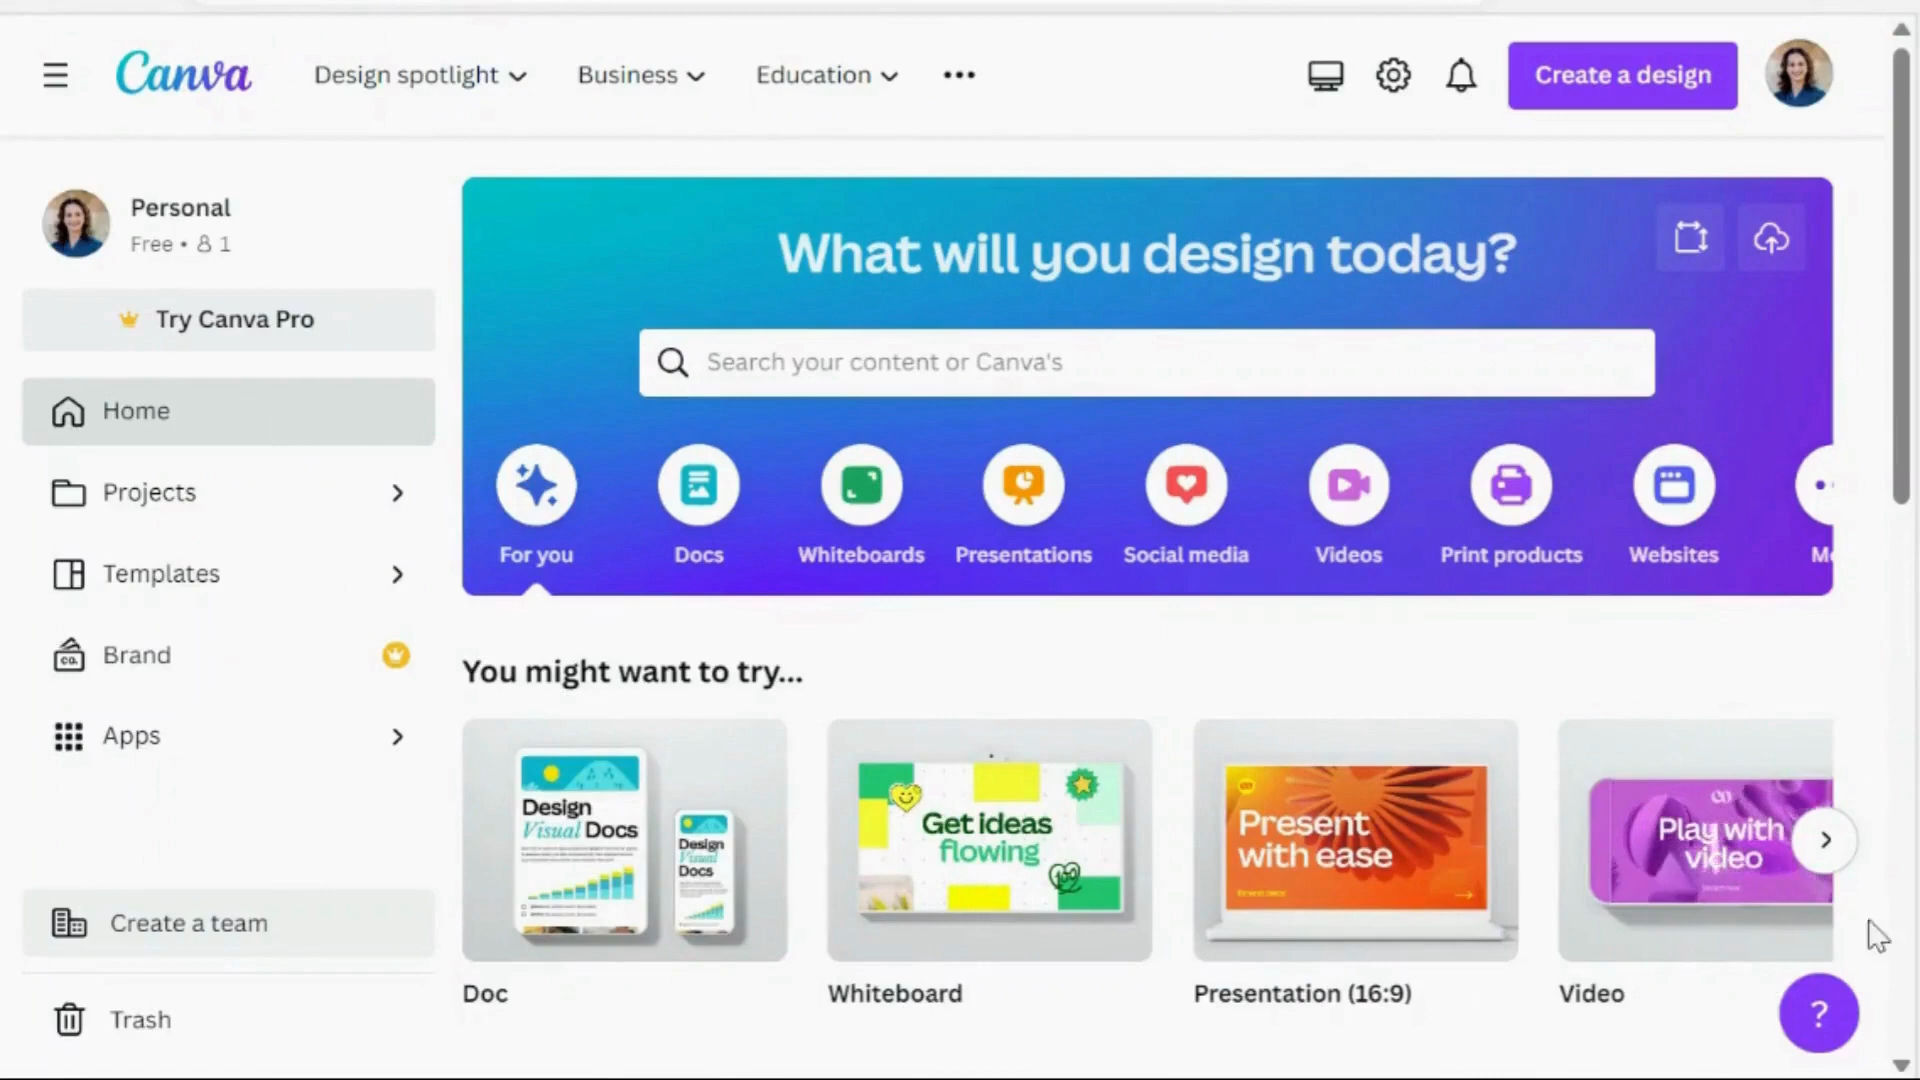 Canva
Design spotlight
Business
Education
Create a design
Personal
Free • 1
Try Canva Pro
Home
Projects
Templates
Brand
Apps
Create a team
Trash
What will you design today?
Search your content or Canva's
For you
Docs
Whiteboards
Presentations
Social media
Videos
Print products
Websites
You might want to try...
Design
Visual Docs
Design
Visual
Docs
Get ideas
flowing
100
Present
with ease
Play with
video
Doc
Whiteboard
Presentation (16:9)
Video
?
CO.